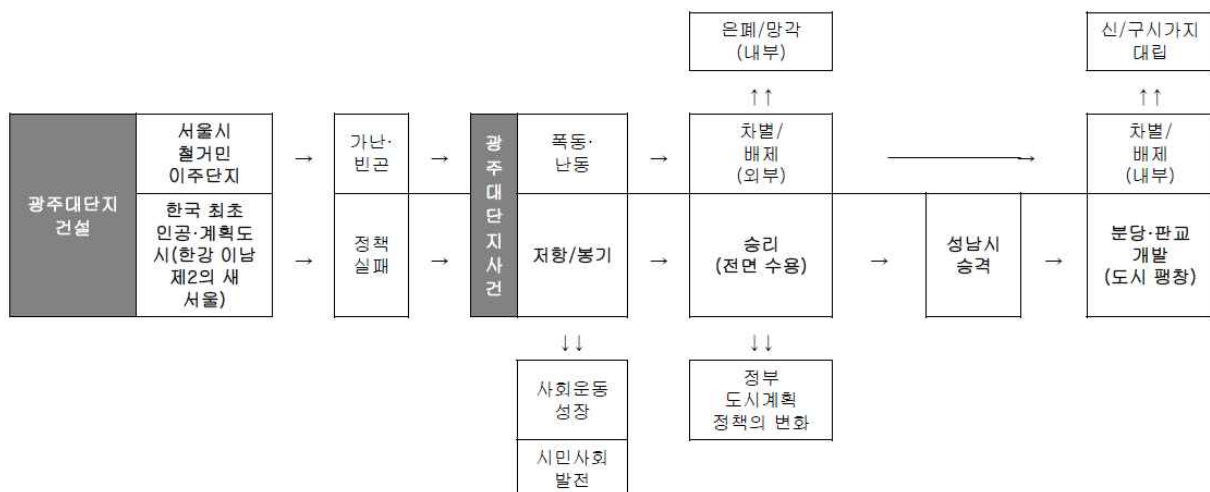 은폐/망각
(내부)
신/구시가지
대립
↑↑
↑↑
광주대단지
건설
서울시
철거민
이주단지
→
가난·
빈곤
→
광주대단지사건
폭동·
난동
→
차별/
배제
(외부)
→
차별/
배제
(내부)
한국 최초
인공·계획도
시(한강 이남
제2의 새
서울)
→
정책
실패
→
저항/봉기
→
승리
(전면 수용)
→
성남시
승격
→
분당·판교
개발
(도시 팽창)
↓↓
↓↓
사회운동
성장
정부
도시계획
정책의 변화
시민사회
발전